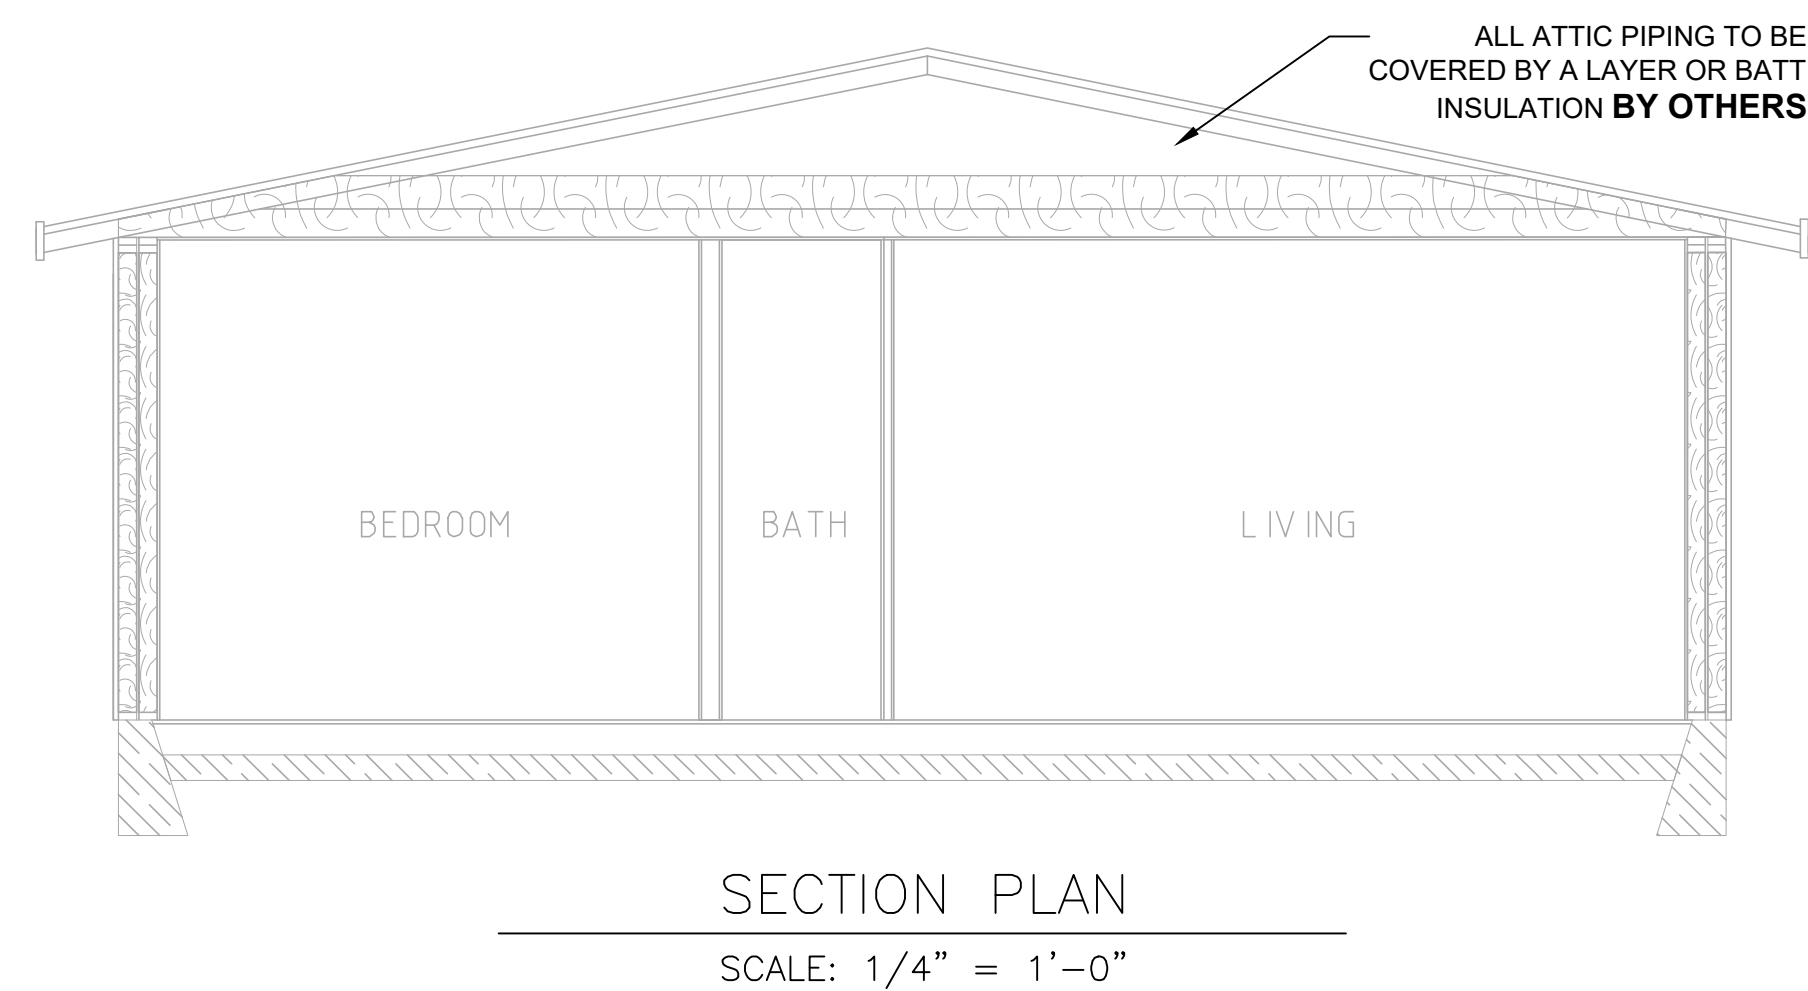 ALL ATTIC PIPING TO BE
COVERED BY A LAYER OR BATT
INSULATION BY OTHERS
BEDROOM
BATH
LIVING
SECTION PLAN
SCALE: 1/4” = 1’-0”